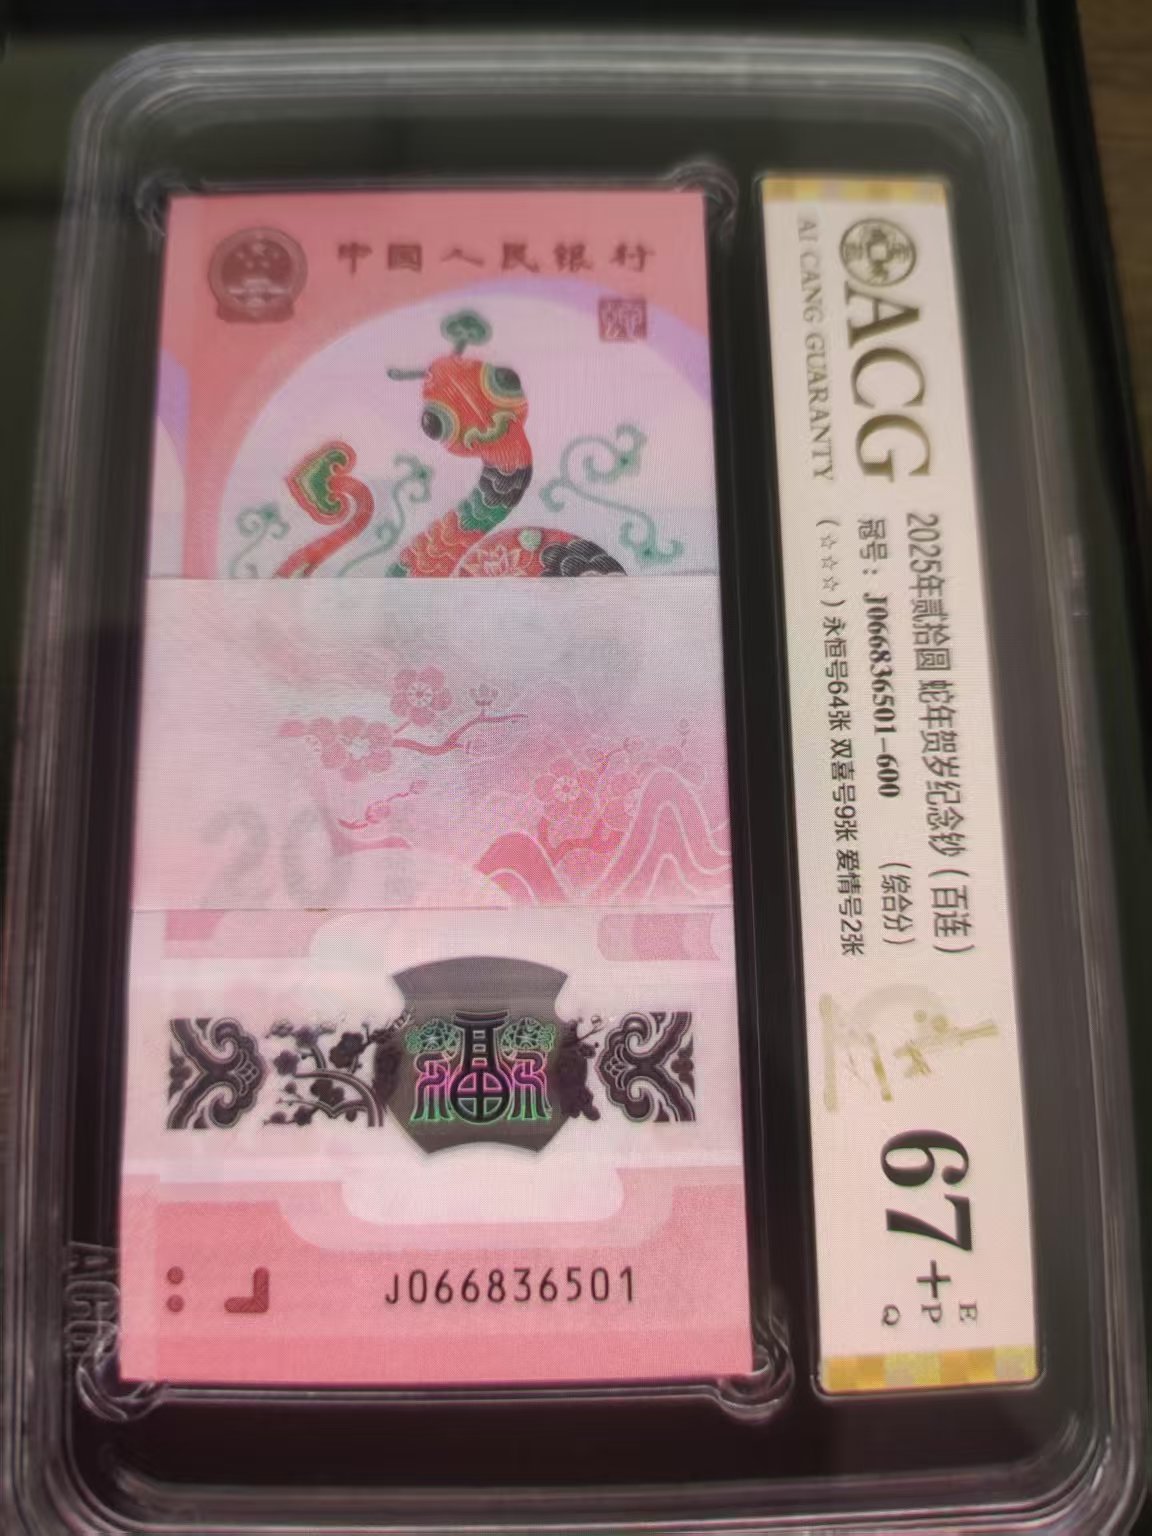 中國人民银行
20
J066836501
ACG
AI CANG GUARANTY
2025年贰拾圆 蛇年贺岁纪念钞（百连）
冠号：J066836501-600 （综合分）
（☆☆☆）永恒号64张 双喜号9张 爱情号2张
67+
E
P
Q
ACG